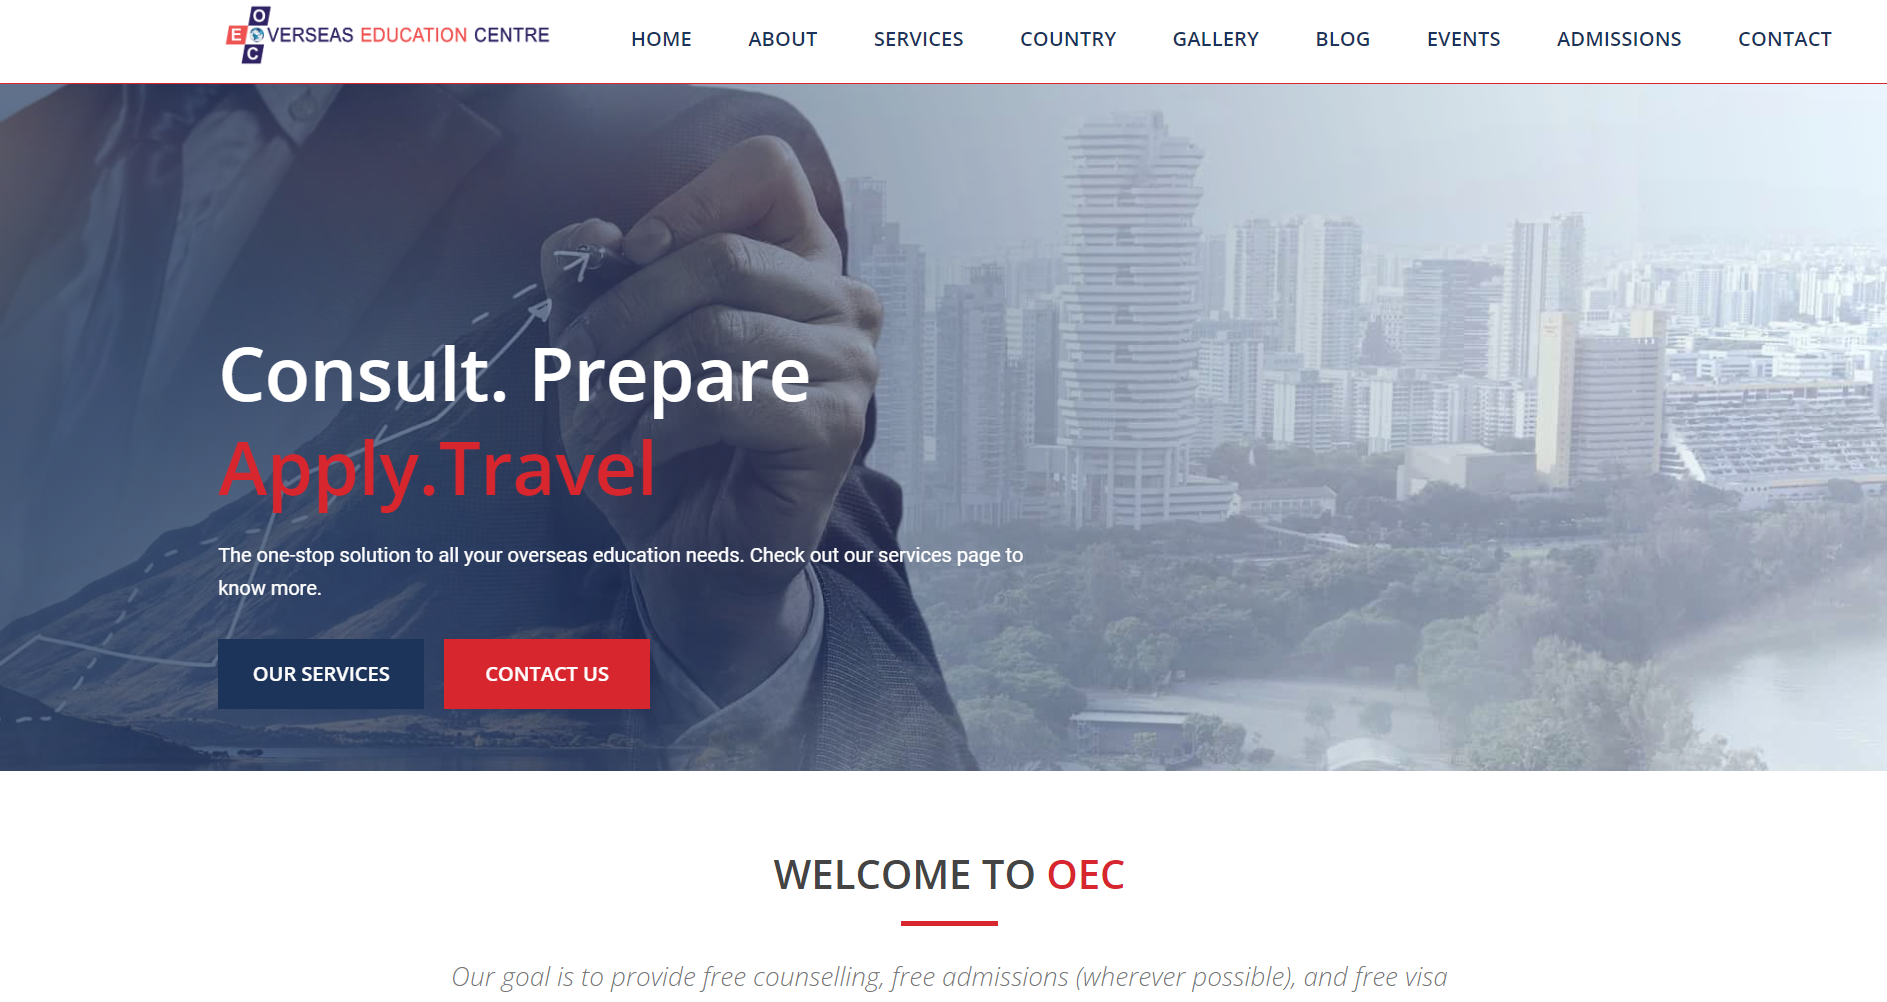 O
E VERSEAS EDUCATION CENTRE
C
HOME ABOUT SERVICES COUNTRY GALLERY BLOG EVENTS ADMISSIONS CONTACT
Consult. Prepare
Apply.Travel
The one-stop solution to all your overseas education needs. Check out our services page to
know more.
OUR SERVICES CONTACT US
WELCOME TO OEC
Our goal is to provide free counselling, free admissions (wherever possible), and free visa